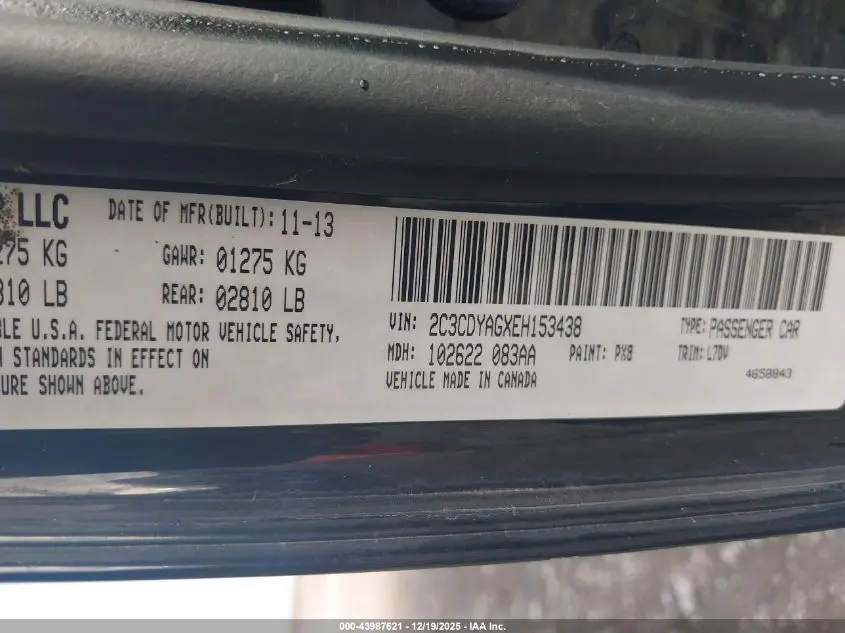 LLC DATE OF MFR(BUILT): 11-13
275 KG GAWR: 01275 KG
810 LB REAR: 02810 LB
BLE U.S.A. FEDERAL MOTOR VEHICLE SAFETY,
STANDARDS IN EFFECT ON
URE SHOWN ABOVE.
VIN: 2C3CDYAGXEH153438 TYPE: PASSENGER CAR
MDH: 102622 083AA PAINT: PX8 TRIM: L7DV
VEHICLE MADE IN CANADA 4658843
000-43987621 - 12/19/2025 - IAA Inc.